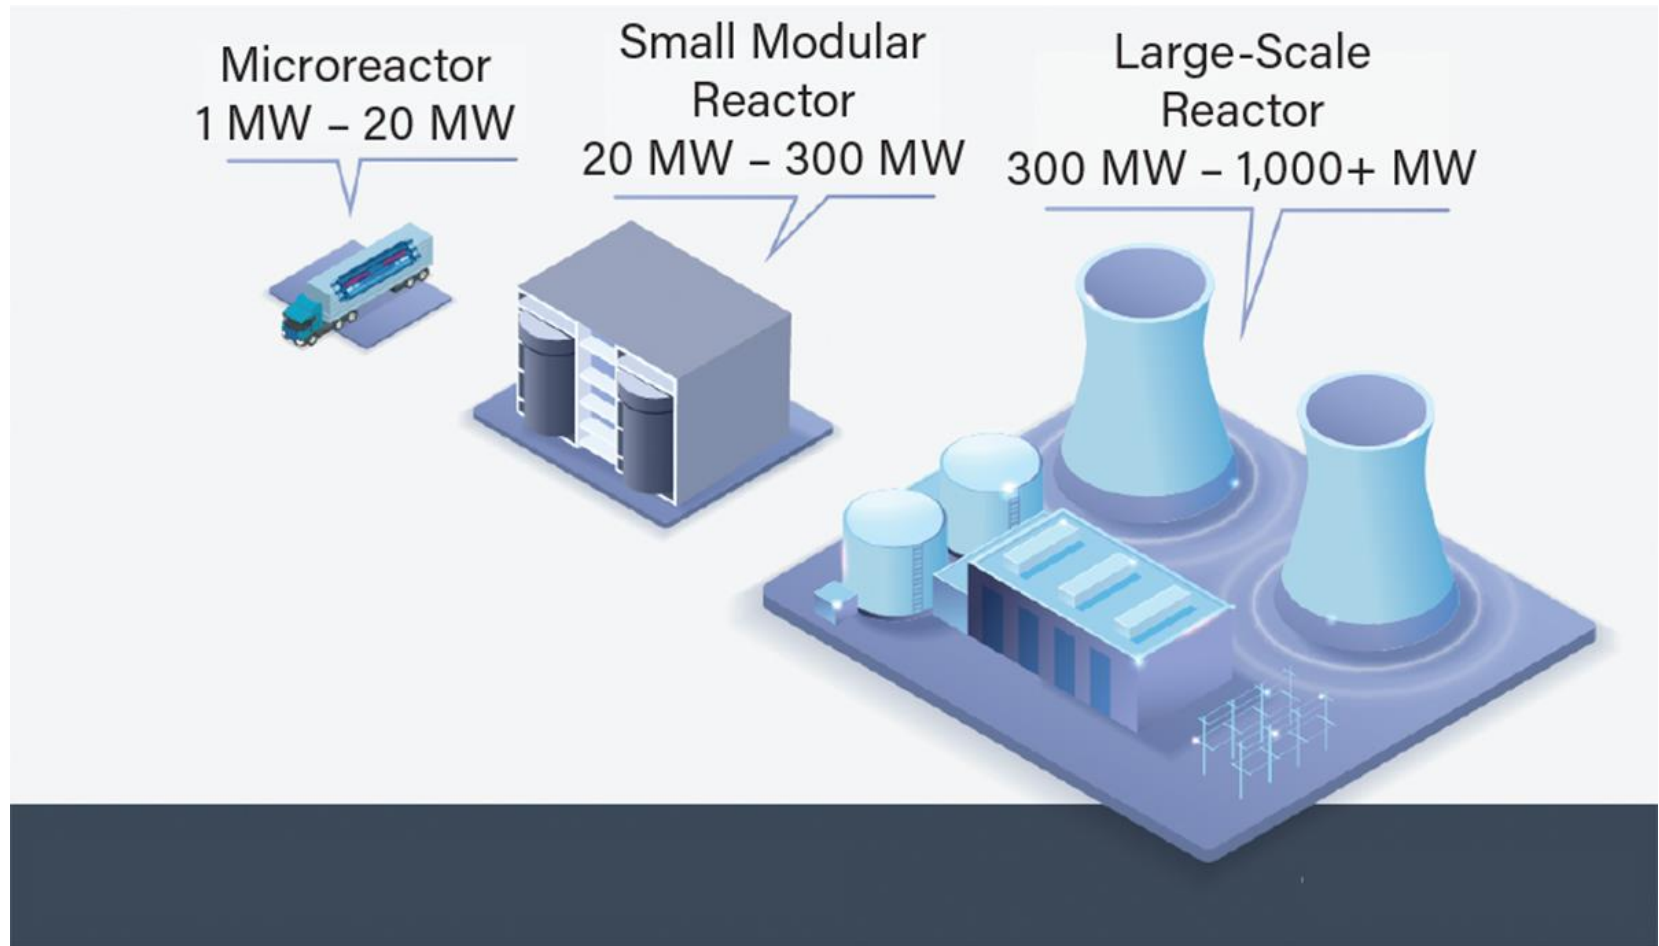 Microreactor
1 MW – 20 MW
Small Modular
Reactor
20 MW – 300 MW
Large-Scale
Reactor
300 MW – 1,000+ MW